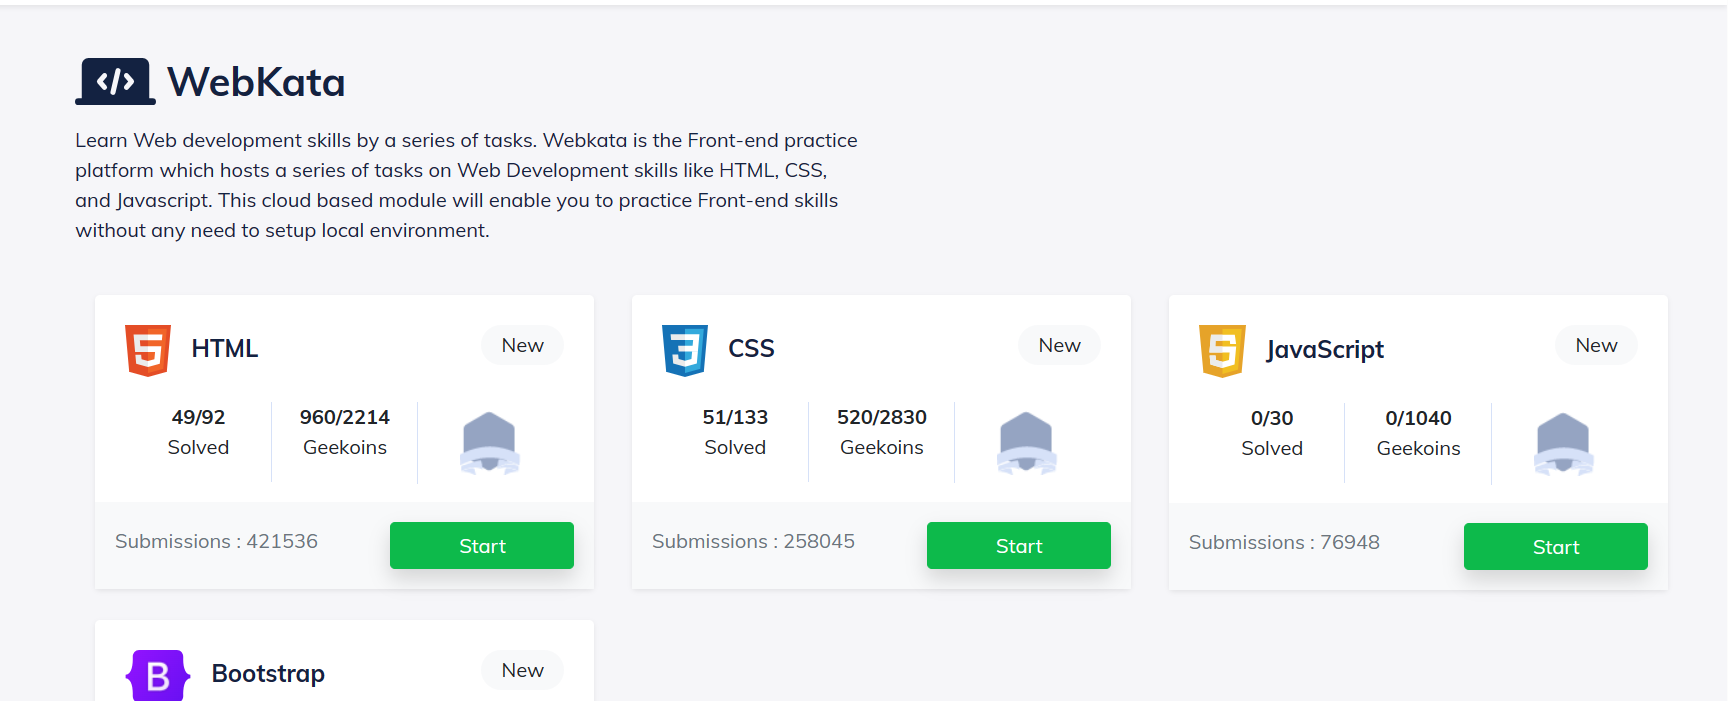 WebKata
Learn Web development skills by a series of tasks. Webkata is the Front-end practice
platform which hosts a series of tasks on Web Development skills like HTML, CSS,
and Javascript. This cloud based module will enable you to practice Front-end skills
without any need to setup local environment.
HTML
New
49/92
Solved
960/2214
Geekoins
Submissions : 421536
Start
CSS
New
51/133
Solved
520/2830
Geekoins
Submissions : 258045
Start
JavaScript
New
0/30
Solved
0/1040
Geekoins
Submissions : 76948
Start
B
Bootstrap
New